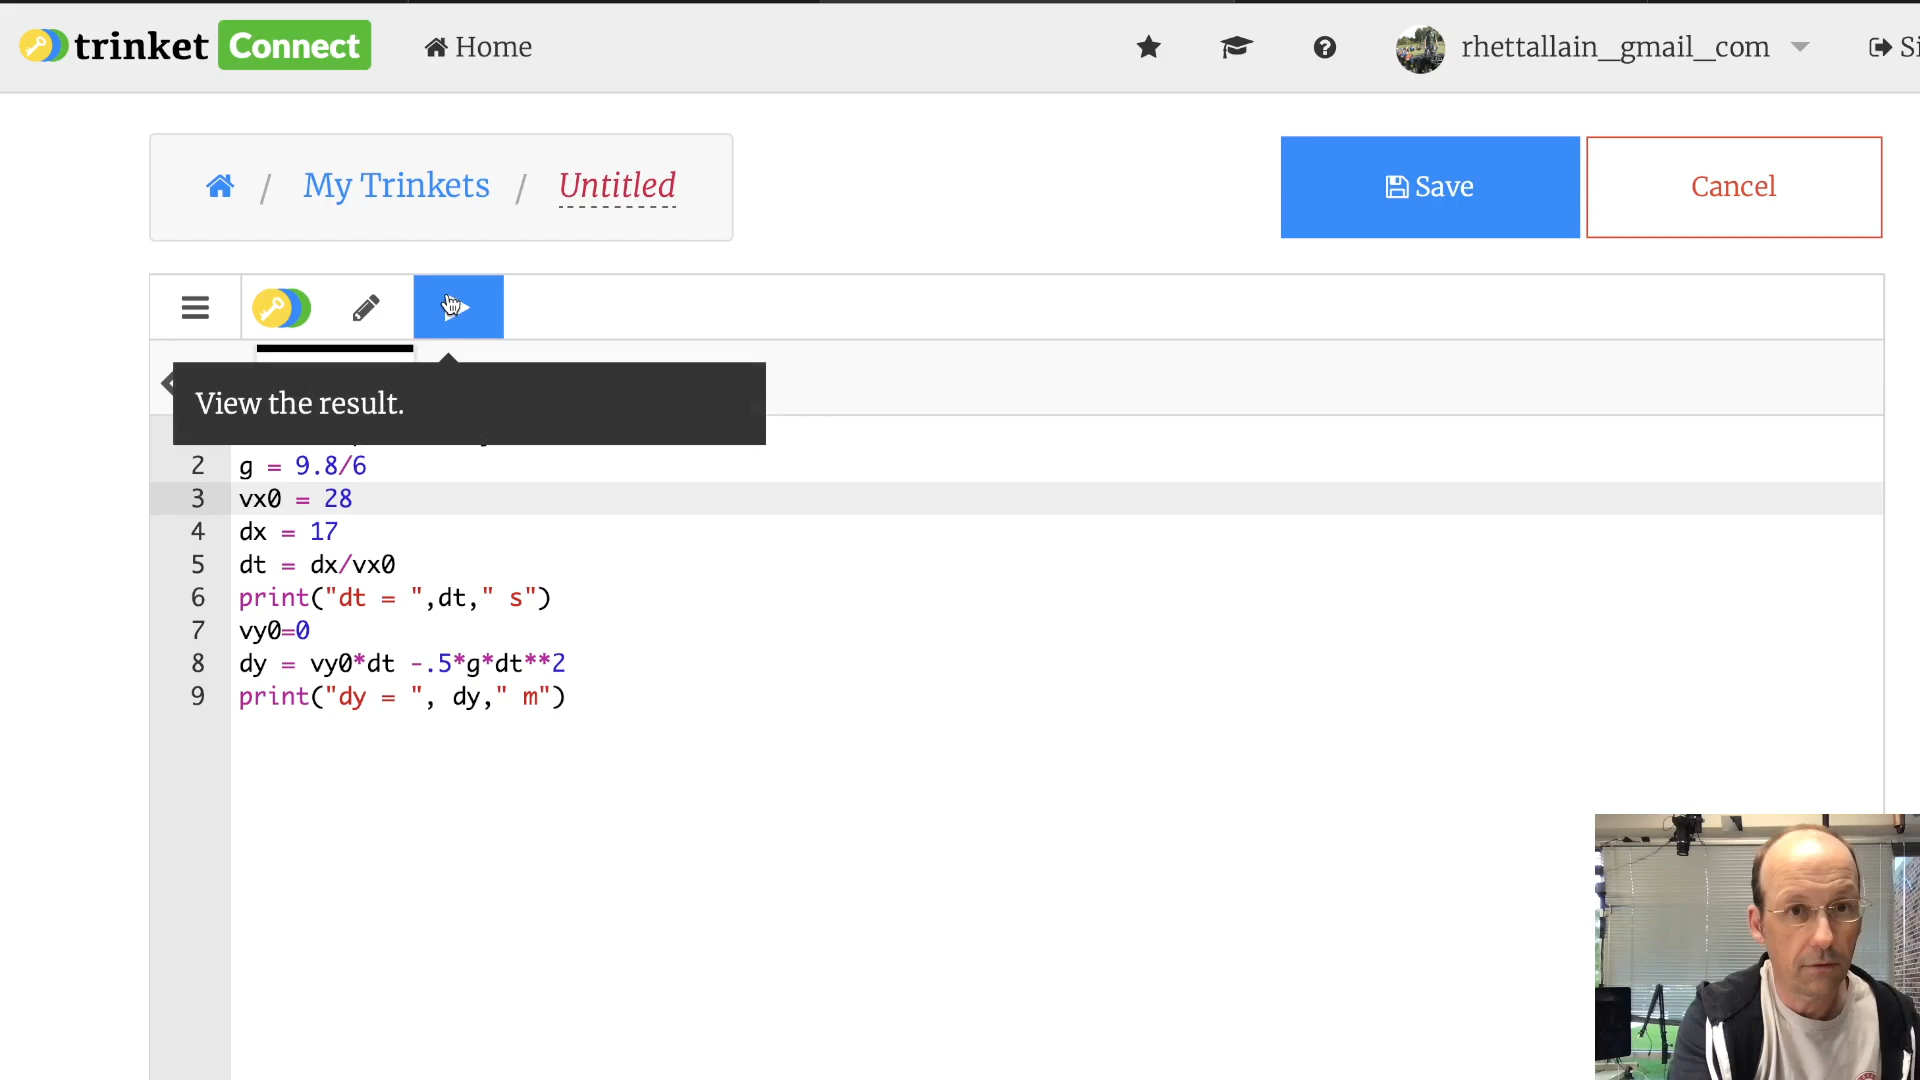 trinket Connect Home rhettallain_gmail_com
/ My Trinkets / Untitled Save Cancel
View the result.
2 g = 9.8/6
3 vx0 = 28
4 dx = 17
5 dt = dx/vx0
6 print("dt = ",dt," s")
7 vy0=0
8 dy = vy0*dt -.5*g*dt**2
9 print("dy = ", dy," m")